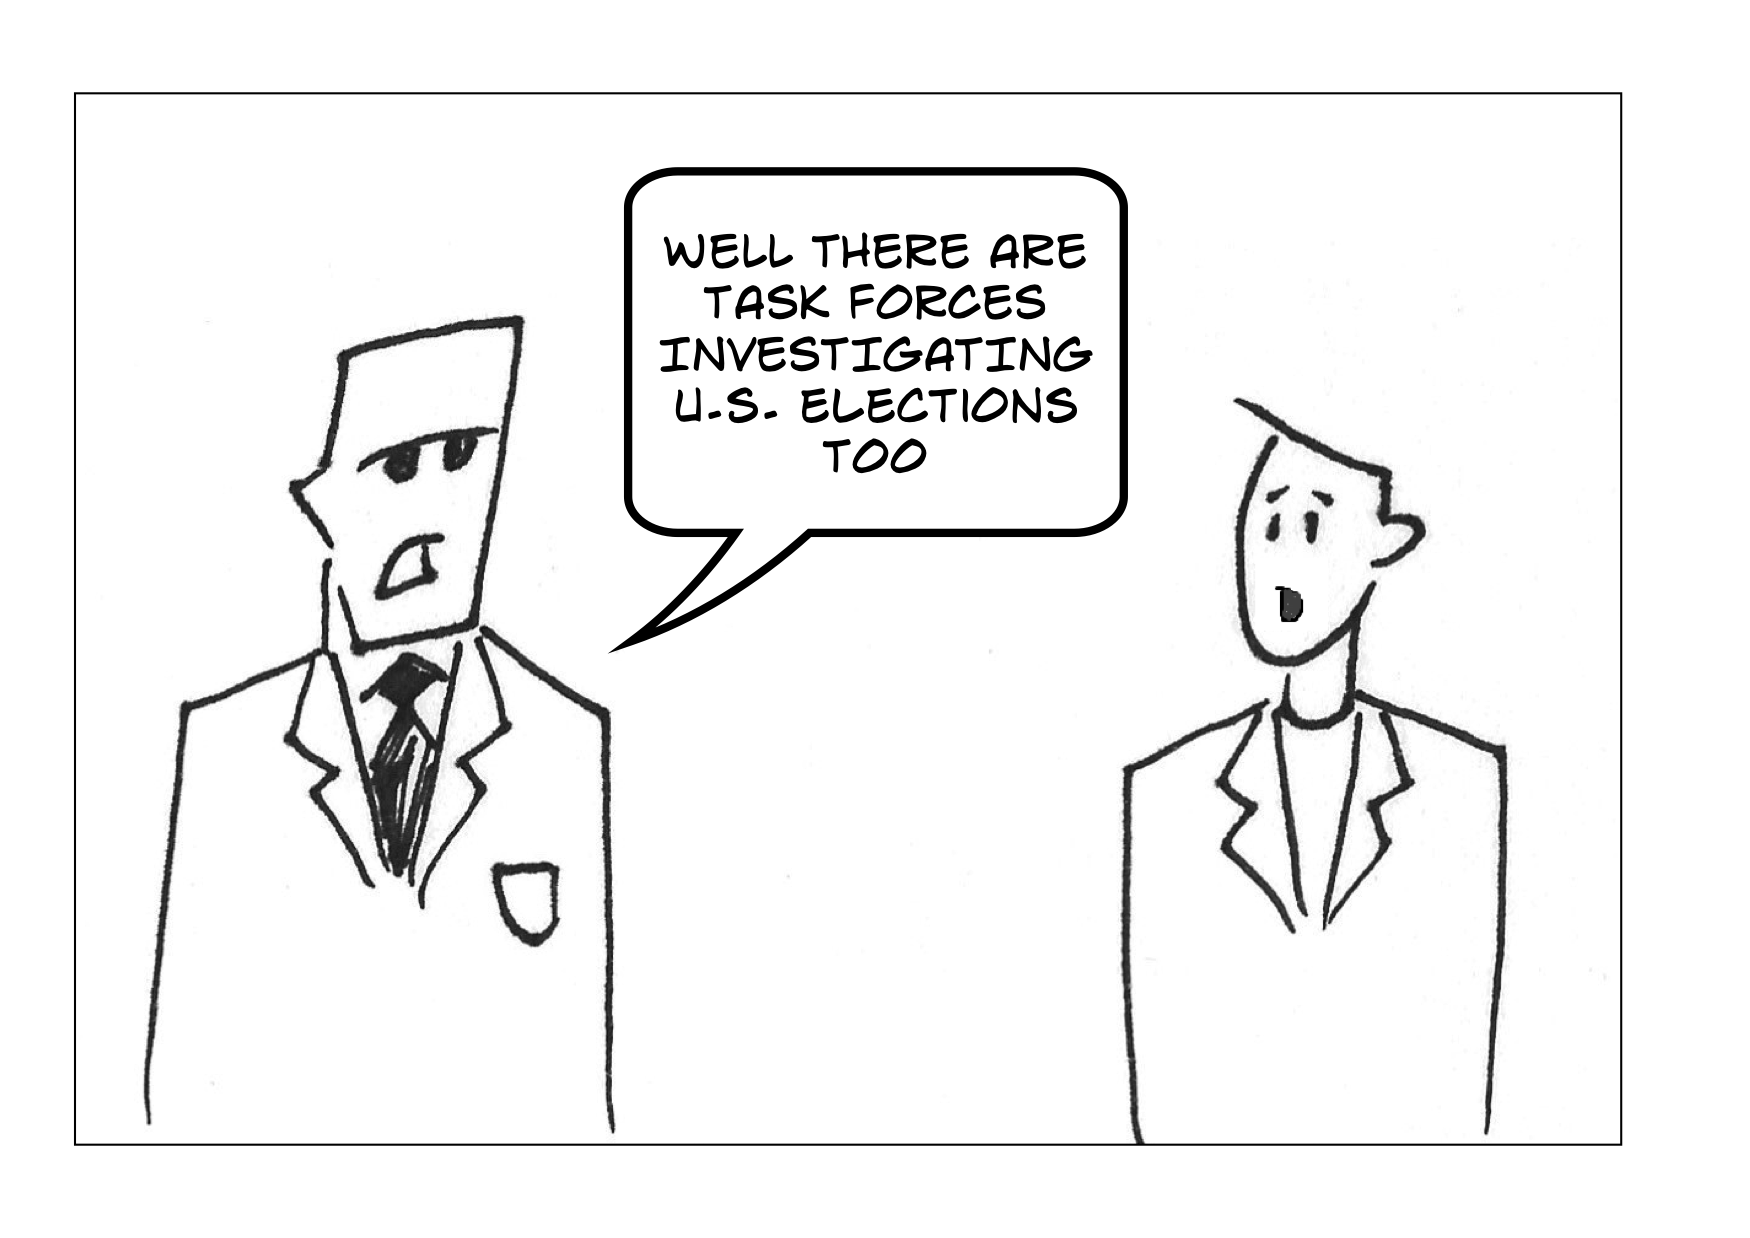 WELL THERE ARE
TASK FORCES
INVESTIGATING
U.S. ELECTIONS
TOO